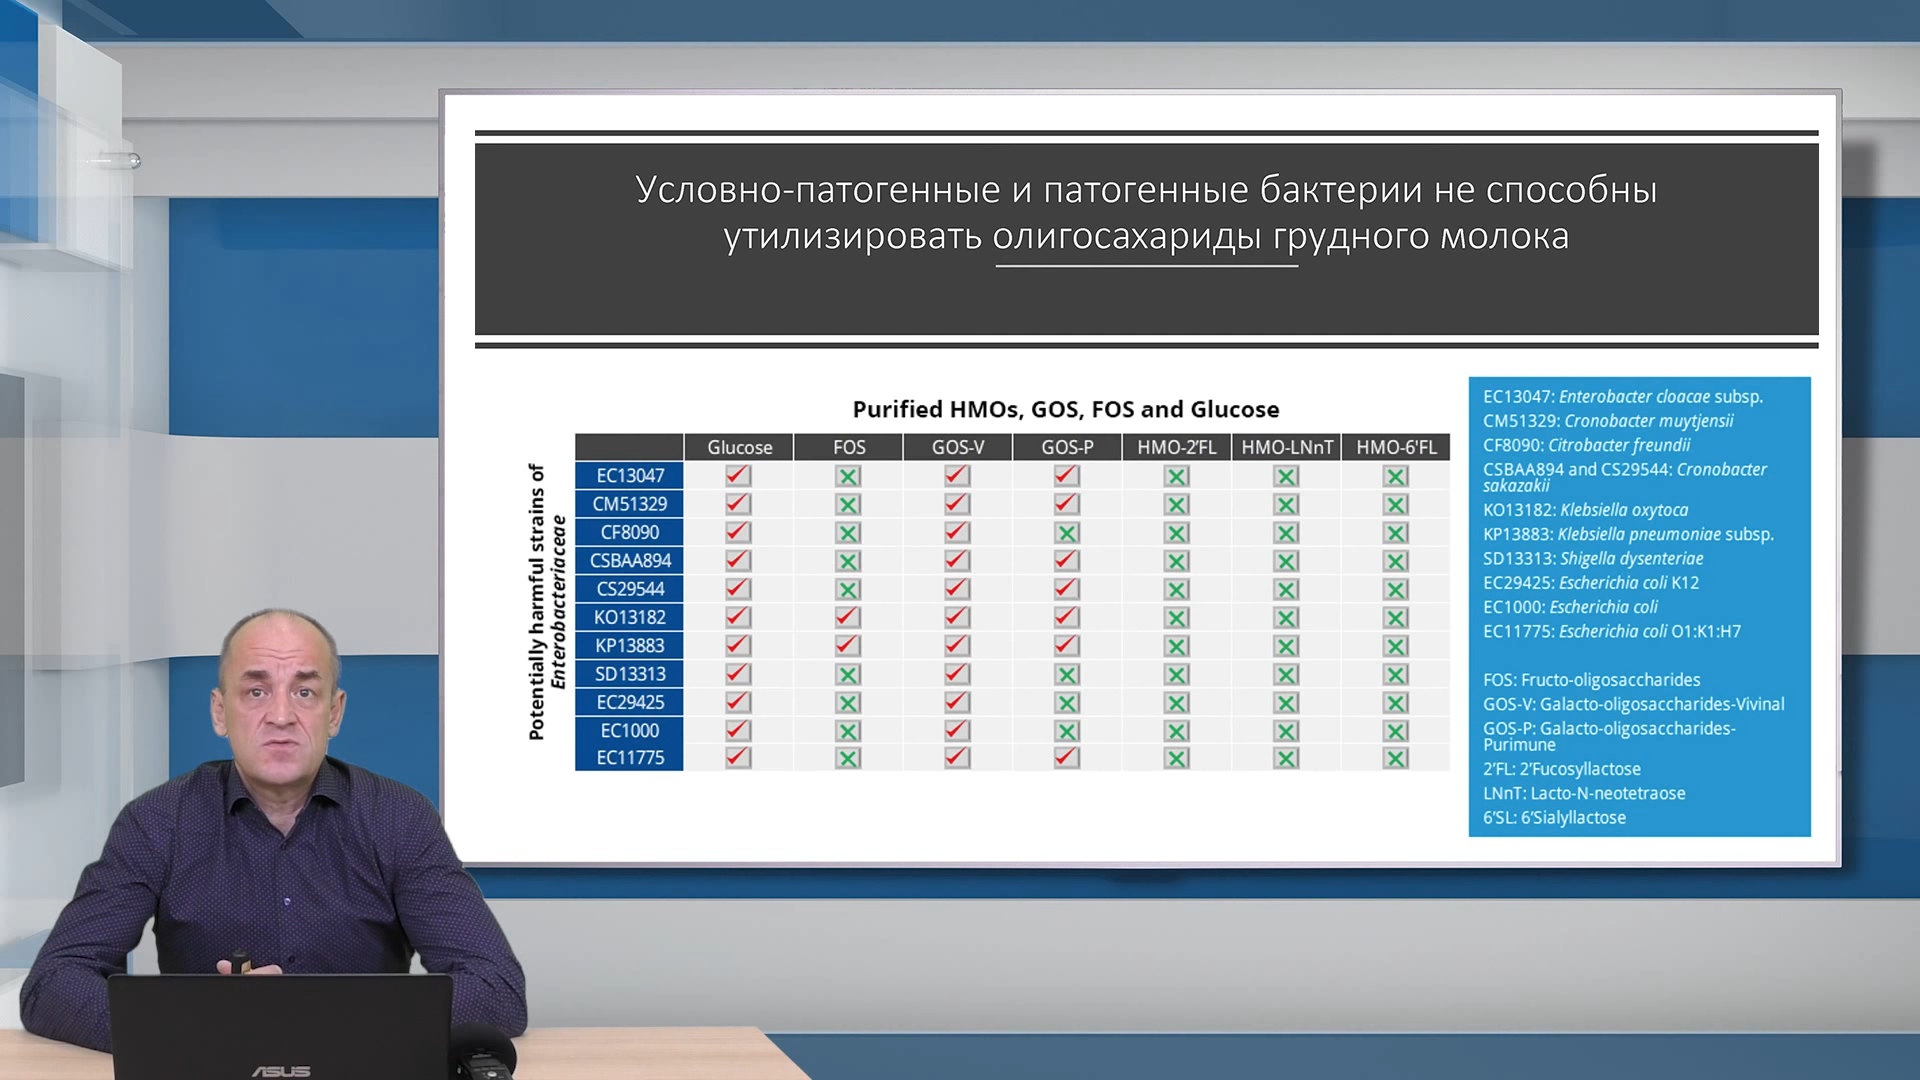 Условно-патогенные и патогенные бактерии не способны
утилизировать олигосахариды грудного молока
Purified HMOs, GOS, FOS and Glucose
Potentially harmful strains of
Enterobacteriaceae
Glucose FOS GOS-V GOS-P HMO-2'FL HMO-LNnT HMO-6'FL
EC13047
CM51329
CF8090
CSBAA894
CS29544
KO13182
KP13883
SD13313
EC29425
EC1000
EC11775
EC13047: Enterobacter cloacae subsp.
CM51329: Cronobacter muytjensii
CF8090: Citrobacter freundii
CSBAA894 and CS29544: Cronobacter
sakazakii
KO13182: Klebsiella oxytoca
KP13883: Klebsiella pneumoniae subsp.
SD13313: Shigella dysenteriae
EC29425: Escherichia coli K12
EC1000: Escherichia coli
EC11775: Escherichia coli O1:K1:H7
FOS: Fructo-oligosaccharides
GOS-V: Galacto-oligosaccharides-Vivinal
GOS-P: Galacto-oligosaccharides-
Purimune
2'FL: 2'Fucosyllactose
LNnT: Lacto-N-neotetraose
6'SL: 6'Sialyllactose
ASUS